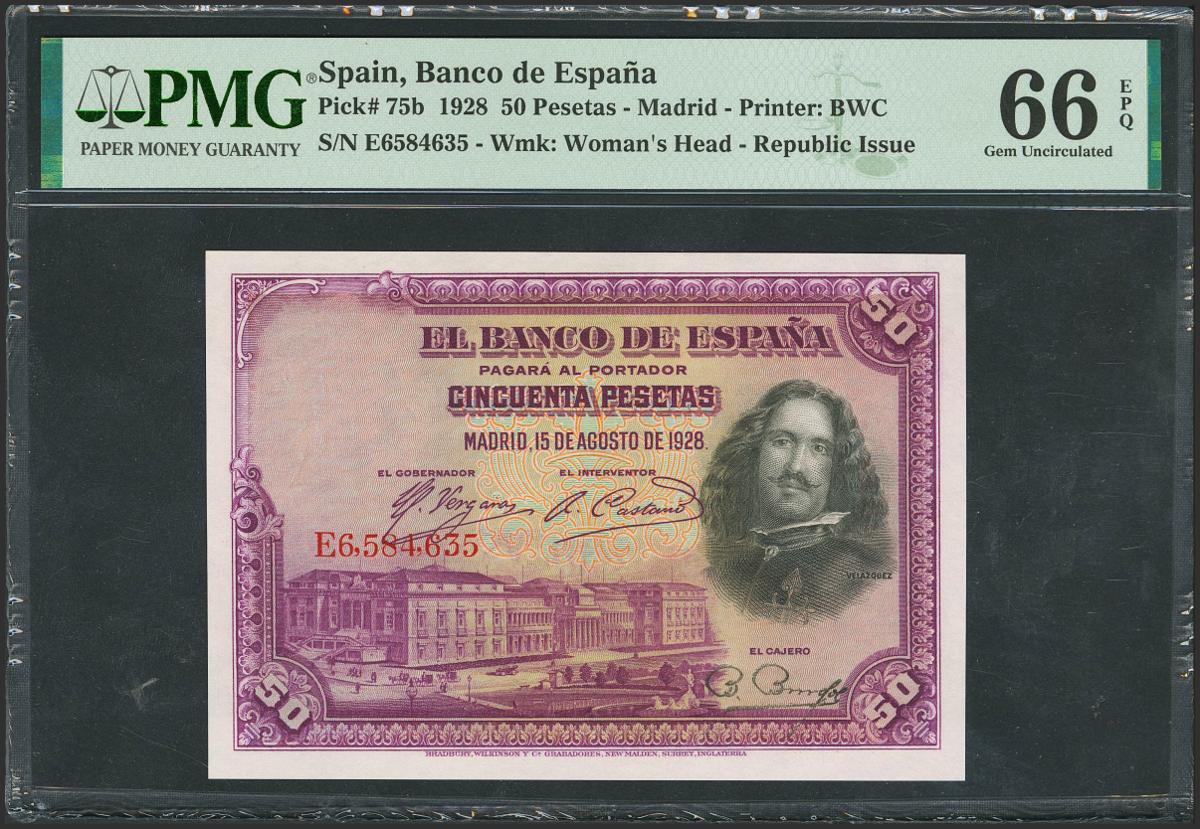 PMG®
PAPER MONEY GUARANTY
Spain, Banco de España
Pick# 75b 1928 50 Pesetas - Madrid - Printer: BWC
S/N E6584635 - Wmk: Woman's Head - Republic Issue
66 EPQ
Gem Uncirculated
50
EL BANCO DE ESPAÑA
PAGARÁ AL PORTADOR
CINCUENTA PESETAS
MADRID, 15 DE AGOSTO DE 1928.
EL GOBERNADOR EL INTERVENTOR
Vergara A. Castaño
E6,584,635
VELAZQUEZ
EL CAJERO
50 50
BRADBURY, WILKINSON Y Cª GRABADORES, NEW MALDEN, SURREY, INGLATERRA